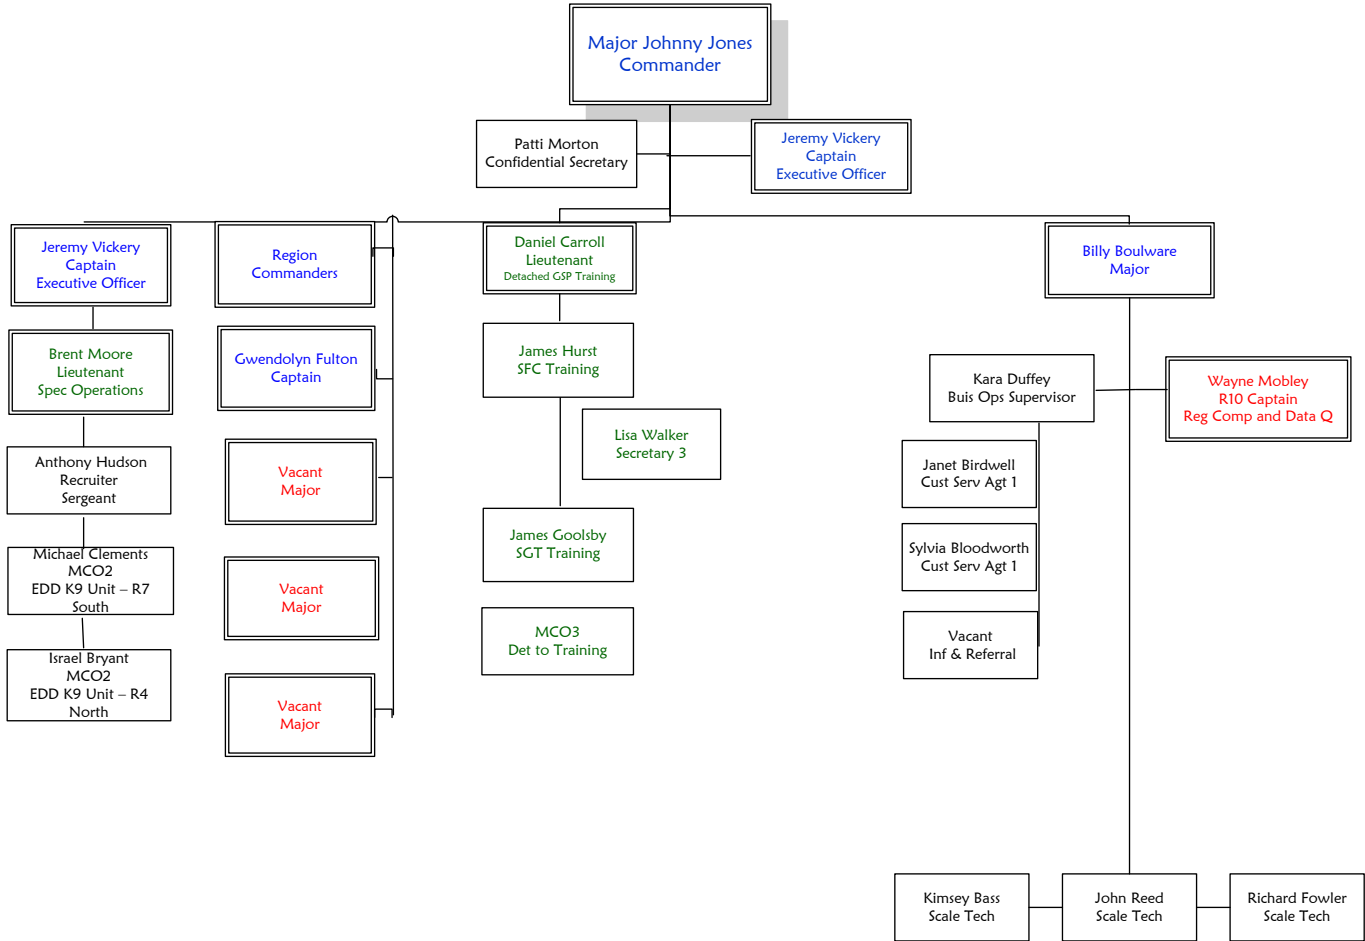 Major Johnny Jones
Commander
Patti Morton
Confidential Secretary
Jeremy Vickery
Captain
Executive Officer
Jeremy Vickery
Captain
Executive Officer
Brent Moore
Lieutenant
Spec Operations
Anthony Hudson
Recruiter
Sergeant
Michael Clements
MCO2
EDD K9 Unit – R7
South
Israel Bryant
MCO2
EDD K9 Unit – R4
North
Region
Commanders
Gwendolyn Fulton
Captain
Vacant
Major
Vacant
Major
Vacant
Major
Daniel Carroll
Lieutenant
Detached GSP Training
James Hurst
SFC Training
Lisa Walker
Secretary 3
James Goolsby
SGT Training
MCO3
Det to Training
Billy Boulware
Major
Kara Duffey
Buis Ops Supervisor
Wayne Mobley
R10 Captain
Reg Comp and Data Q
Janet Birdwell
Cust Serv Agt 1
Sylvia Bloodworth
Cust Serv Agt 1
Vacant
Inf & Referral
Kimsey Bass
Scale Tech
John Reed
Scale Tech
Richard Fowler
Scale Tech